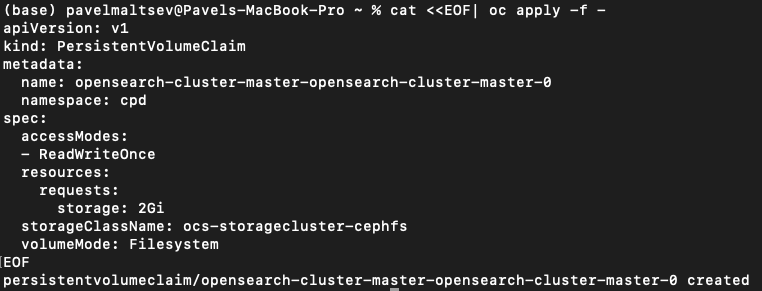 (base) pavelmaltsev@Pavels-MacBook-Pro ~ % cat <<EOF| oc apply -f -
apiVersion: v1
kind: PersistentVolumeClaim
metadata:
  name: opensearch-cluster-master-opensearch-cluster-master-0
  namespace: cpd
spec:
  accessModes:
  - ReadWriteOnce
  resources:
    requests:
      storage: 2Gi
  storageClassName: ocs-storagecluster-cephfs
  volumeMode: Filesystem
EOF
persistentvolumeclaim/opensearch-cluster-master-opensearch-cluster-master-0 created